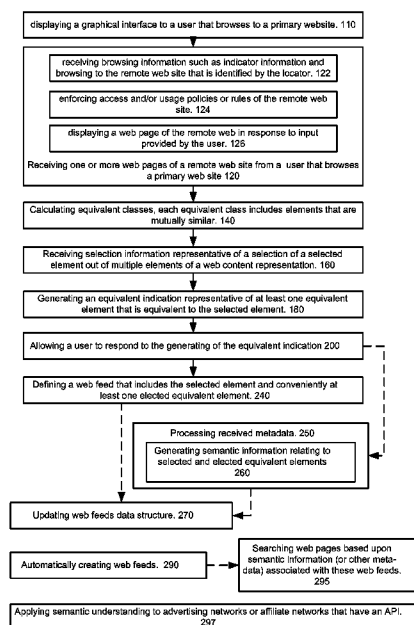 displaying a graphical interface to a user that browses to a primary website. 110
receiving browsing information such as indicator information and
browsing to the remote web site that is identified by the locator. 122
enforcing access and/or usage policies or rules of the remote web
site. 124
displaying a web page of the remote web in response to input
provided by the user. 126
Receiving one or more web pages of a remote web site from a user that browses
a primary web site 120
Calculating equivalent classes, each equivalent class includes elements that are
mutually similar. 140
Receiving selection information representative of a selection of a selected
element out of multiple elements of a web content representation. 160
Generating an equivalent indication representative of at least one equivalent
element that is equivalent to the selected element. 180
Allowing a user to respond to the generating of the equivalent indication 200
Defining a web feed that includes the selected element and conveniently at
least one elected equivalent element. 240
Processing received metadata. 250
Generating semantic information relating to
selected and elected equivalent elements
260
Updating web feeds data structure. 270
Automatically creating web feeds. 290
Searching web pages based upon
semantic information (or other meta-
data) associated with these web feeds.
295
Applying semantic understanding to advertising networks or affiliate networks that have an API.
297